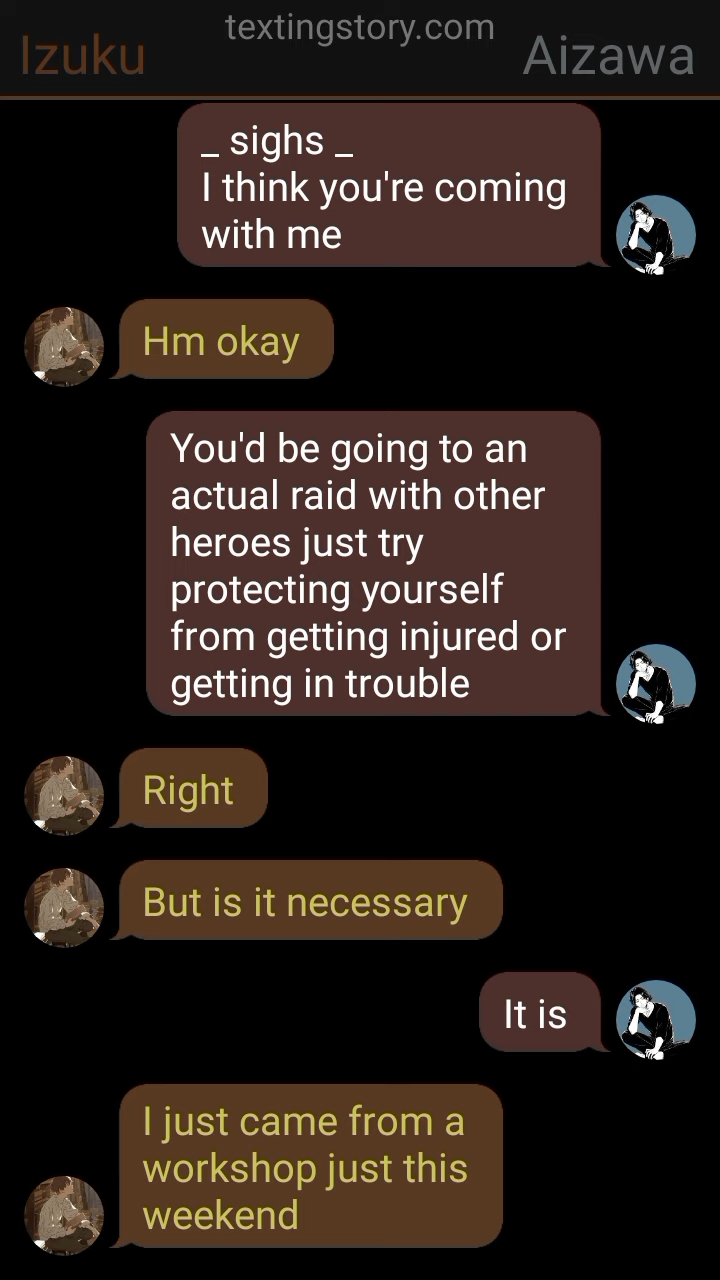 textingstory.com
Izuku
Aizawa
_ sighs _
I think you're coming
with me
Hm okay
You'd be going to an
actual raid with other
heroes just try
protecting yourself
from getting injured or
getting in trouble
Right
But is it necessary
It is
I just came from a
workshop just this
weekend